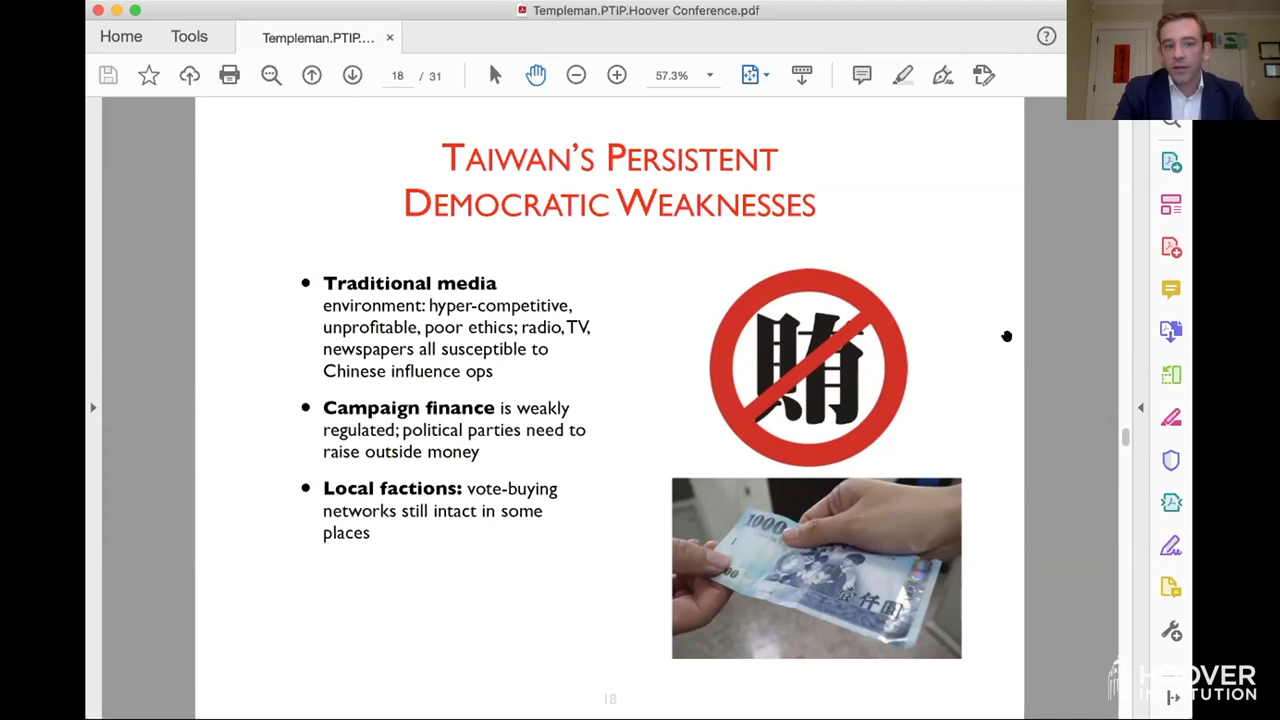 Templeman.PTIP.Hoover Conference.pdf
Home
Tools
Templeman.PTIP....
18 / 31
57.3%
TAIWAN'S PERSISTENT
DEMOCRATIC WEAKNESSES
• Traditional media
environment: hyper-competitive,
unprofitable, poor ethics; radio, TV,
newspapers all susceptible to
Chinese influence ops
• Campaign finance is weakly
regulated; political parties need to
raise outside money
• Local factions: vote-buying
networks still intact in some
places
賄
1000
壹仟圓
18
HOOVER
INSTITUTION